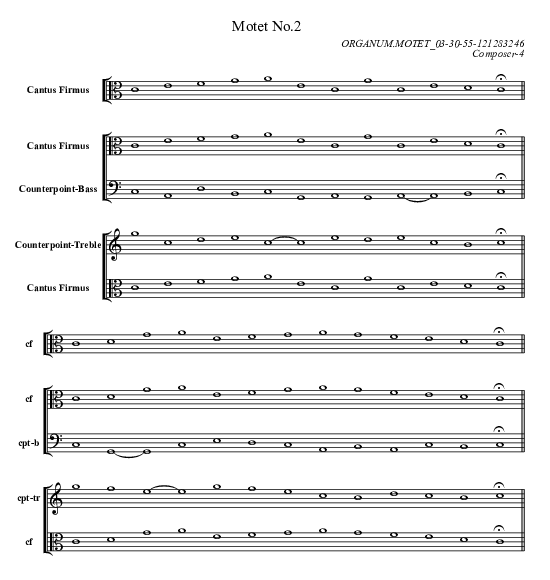 Motet No.2
ORGANUM.MOTET_03-30-55-121283246
Composer-4
Cantus Firmus
Cantus Firmus
Counterpoint-Bass
Counterpoint-Treble
Cantus Firmus
cf
cf
cpt-b
cpt-tr
cf